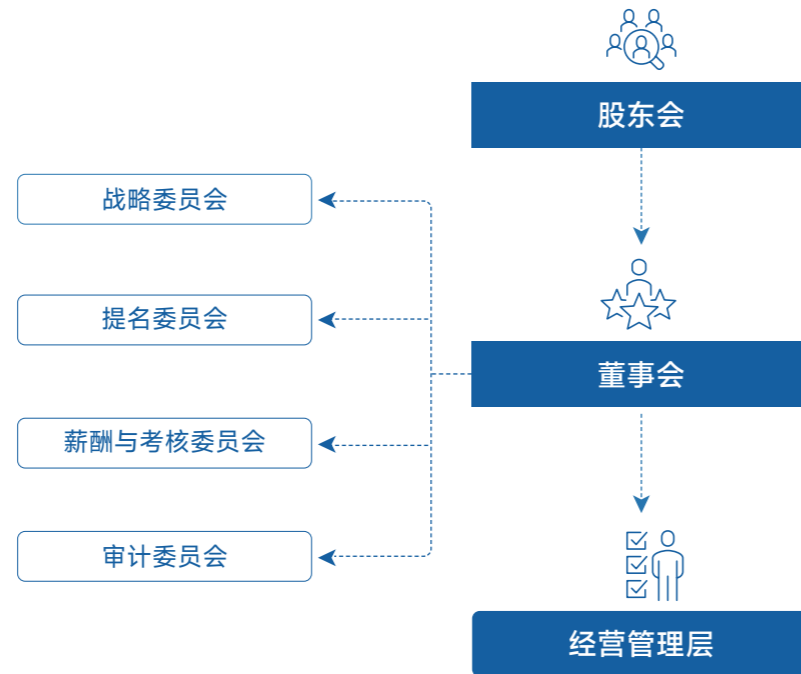 股东会
战略委员会
提名委员会
董事会
薪酬与考核委员会
审计委员会
经营管理层